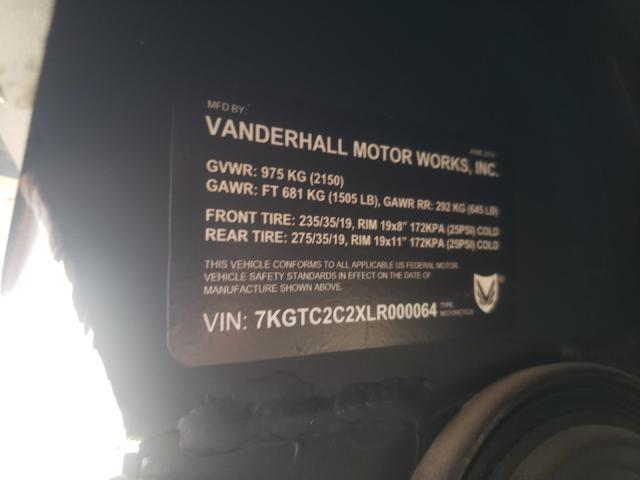 MFD BY:
VANDERHALL MOTOR WORKS, INC.
GVWR: 975 KG (2150)
GAWR: FT 681 KG (1505 LB), GAWR RR: 292 KG (645 LB)
FRONT TIRE: 235/35/19, RIM 19x8" 172KPA (25PSI) COLD
REAR TIRE: 275/35/19, RIM 19x11" 172KPA (25PSI) COLD
THIS VEHICLE CONFORMS TO ALL APPLICABLE US FEDERAL MOTOR
VEHICLE SAFETY STANDARDS IN EFFECT ON THE DATE OF
MANUFACTURE SHOWN ABOVE.
VIN: 7KGTC2C2XLR000064
TYPE:
MOTORCYCLE